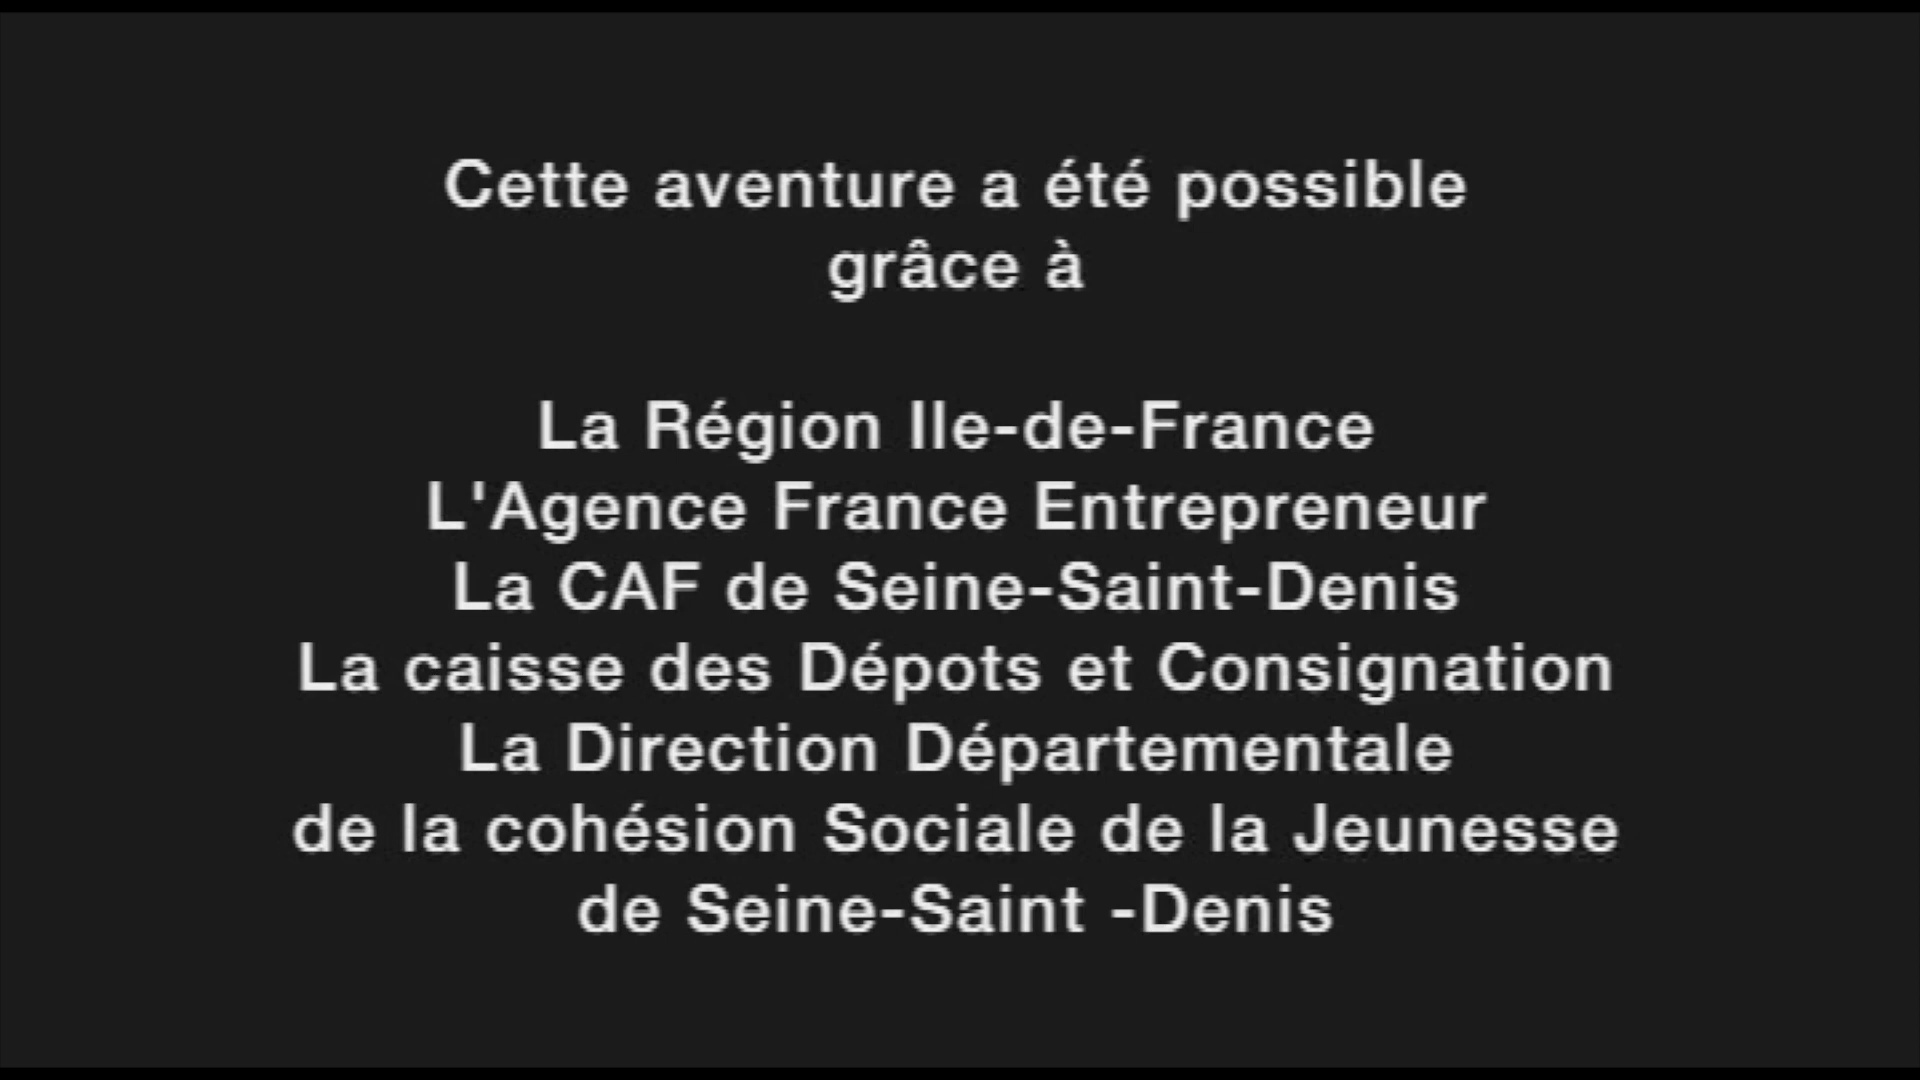 Cette aventure a été possible
grâce à
La Région Ile-de-France
L'Agence France Entrepreneur
La CAF de Seine-Saint-Denis
La caisse des Dépots et Consignation
La Direction Départementale
de la cohésion Sociale de la Jeunesse
de Seine-Saint -Denis